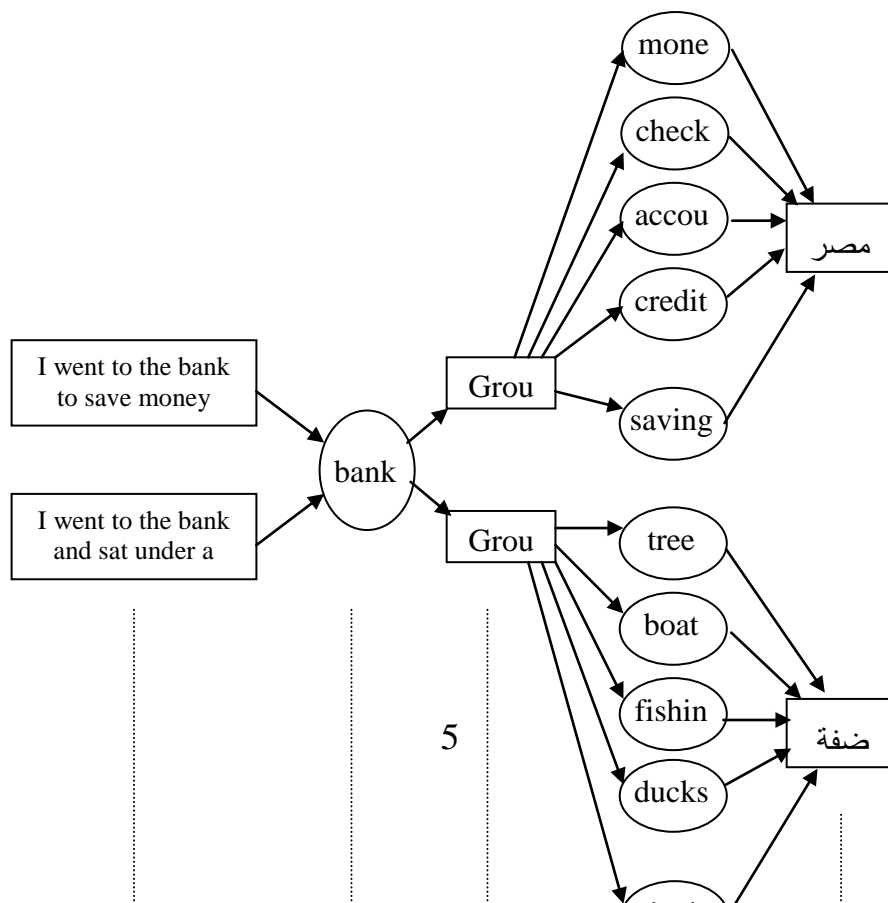 mone
check
accou
مصر
credit
I went to the bank
to save money
Grou
saving
bank
I went to the bank
and sat under a
Grou
tree
boat
fishin
ضفة
5
ducks